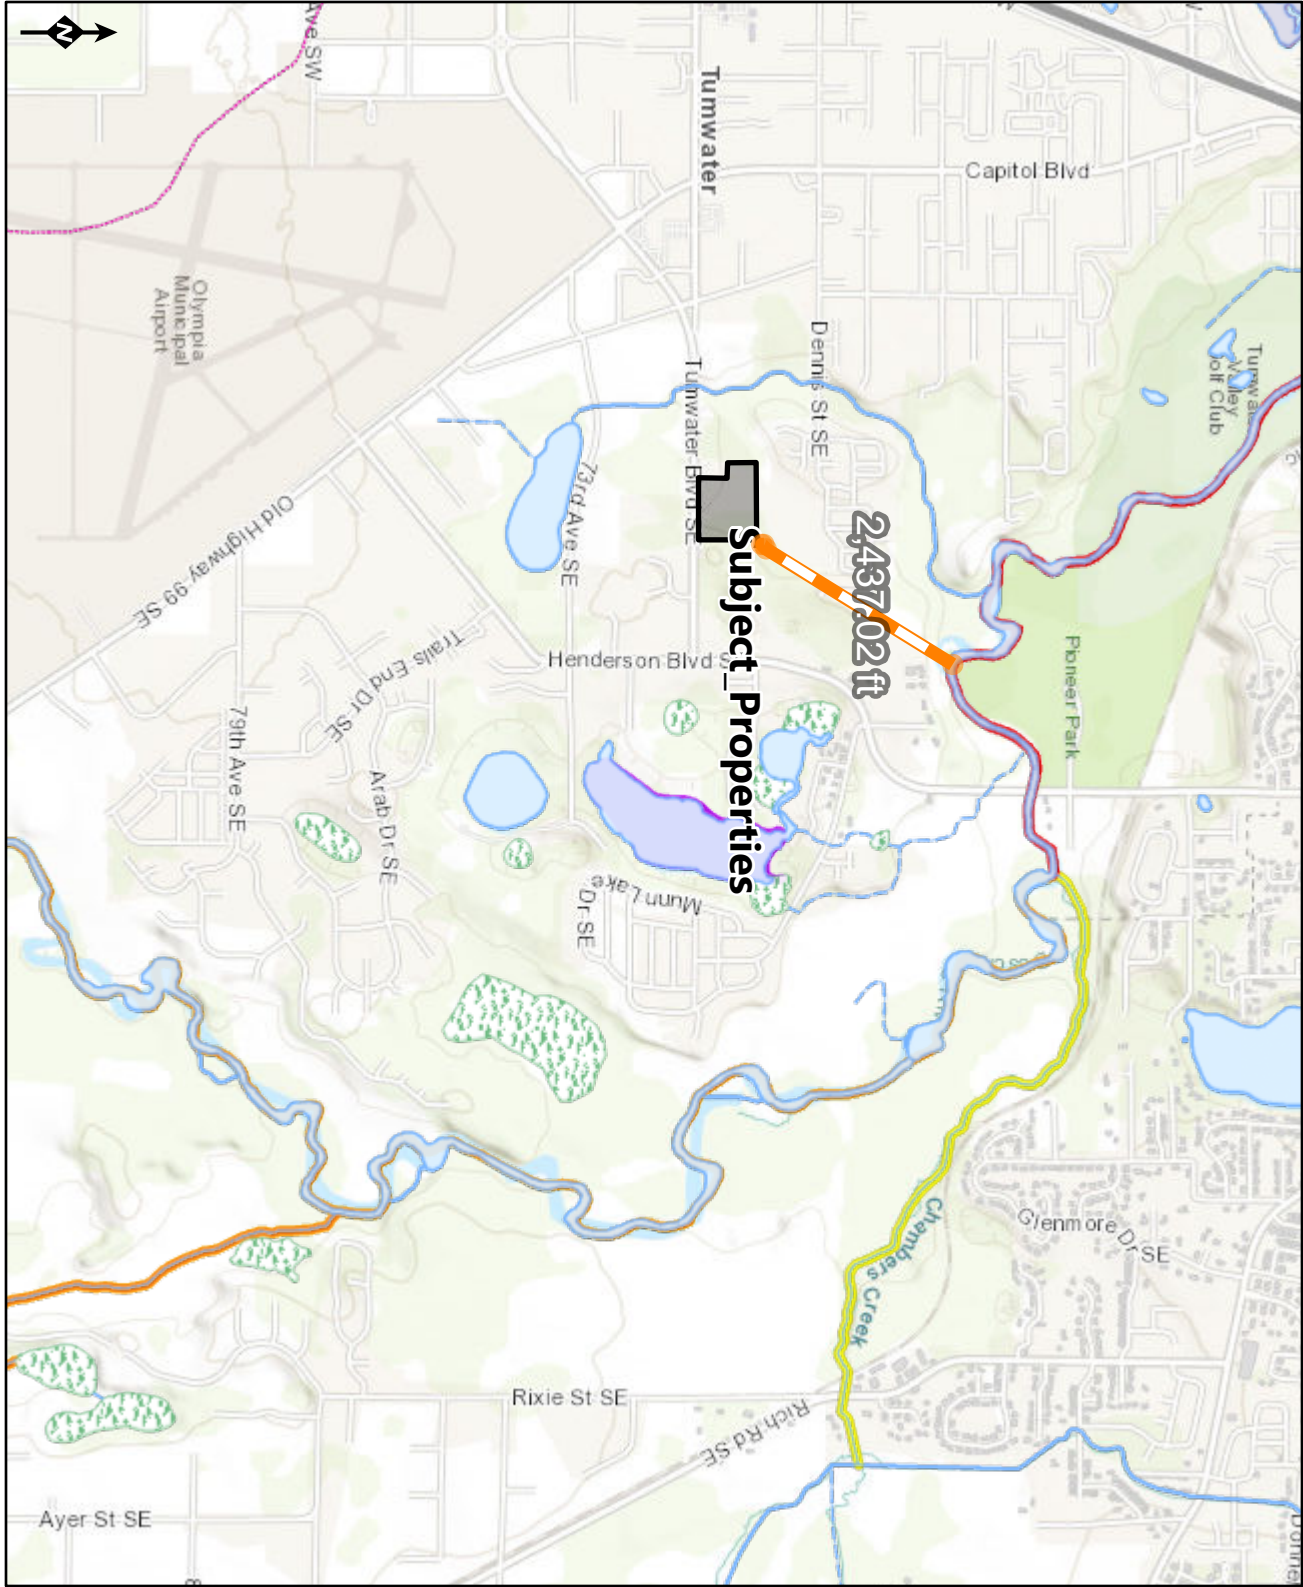 N
Ave SW
Tumwater
Capitol Blvd
Olympia
Municipal
Airport
Dennis St SE
Tumwater Blvd SE
Tumwater
Valley
Golf Club
73rd Ave SE
Old Highway 99 SE
2,437.02 ft
Subject_Properties
Henderson Blvd S
Pioneer Park
Trails End Dr SE
79th Ave SE
Arab Dr SE
Munn Lake
Dr SE
Chambers Creek
Glenmore Dr SE
Rixie St SE
Rich Rd SE
Ayer St SE